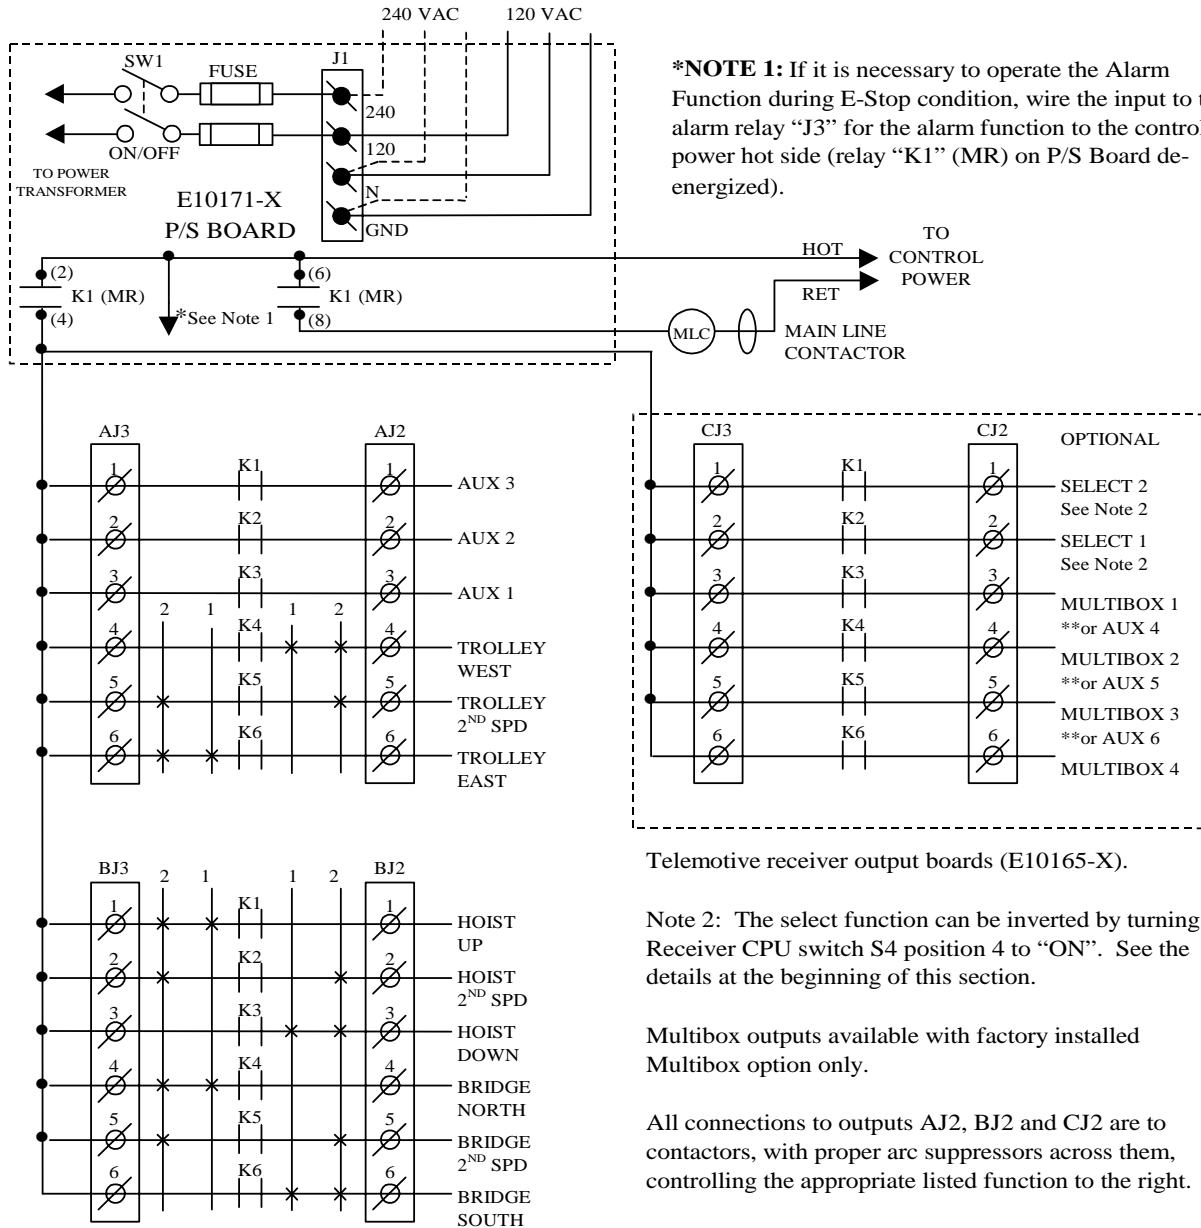 240 VAC 120 VAC
SW1
FUSE
J1
240
120
N
GND
ON/OFF
TO POWER
TRANSFORMER
E10171-X
P/S BOARD
*NOTE 1: If it is necessary to operate the Alarm
Function during E-Stop condition, wire the input to
alarm relay “J3” for the alarm function to the control
power hot side (relay “K1” (MR) on P/S Board de-
energized).
(2)
K1 (MR)
(4)
*See Note 1
(6)
K1 (MR)
(8)
HOT
RET
TO
CONTROL
POWER
MLC
MAIN LINE
CONTACTOR
AJ3 AJ2
1 K1 1 AUX 3
2 K2 2 AUX 2
3 K3 3 AUX 1
2 1 1 2
4 K4 4 TROLLEY
WEST
5 K5 5 TROLLEY
2ND SPD
6 K6 6 TROLLEY
EAST
CJ3 CJ2 OPTIONAL
1 K1 1 SELECT 2
See Note 2
2 K2 2 SELECT 1
See Note 2
3 K3 3 MULTIBOX 1
**or AUX 4
4 K4 4 MULTIBOX 2
**or AUX 5
5 K5 5 MULTIBOX 3
**or AUX 6
6 K6 6 MULTIBOX 4
BJ3 2 1 1 2 BJ2
1 K1 1 HOIST
UP
2 K2 2 HOIST
2ND SPD
3 K3 3 HOIST
DOWN
4 K4 4 BRIDGE
NORTH
5 K5 5 BRIDGE
2ND SPD
6 K6 6 BRIDGE
SOUTH
Telemotive receiver output boards (E10165-X).
Note 2: The select function can be inverted by turning
Receiver CPU switch S4 position 4 to “ON”. See the
details at the beginning of this section.
Multibox outputs available with factory installed
Multibox option only.
All connections to outputs AJ2, BJ2 and CJ2 are to
contactors, with proper arc suppressors across them,
controlling the appropriate listed function to the right.